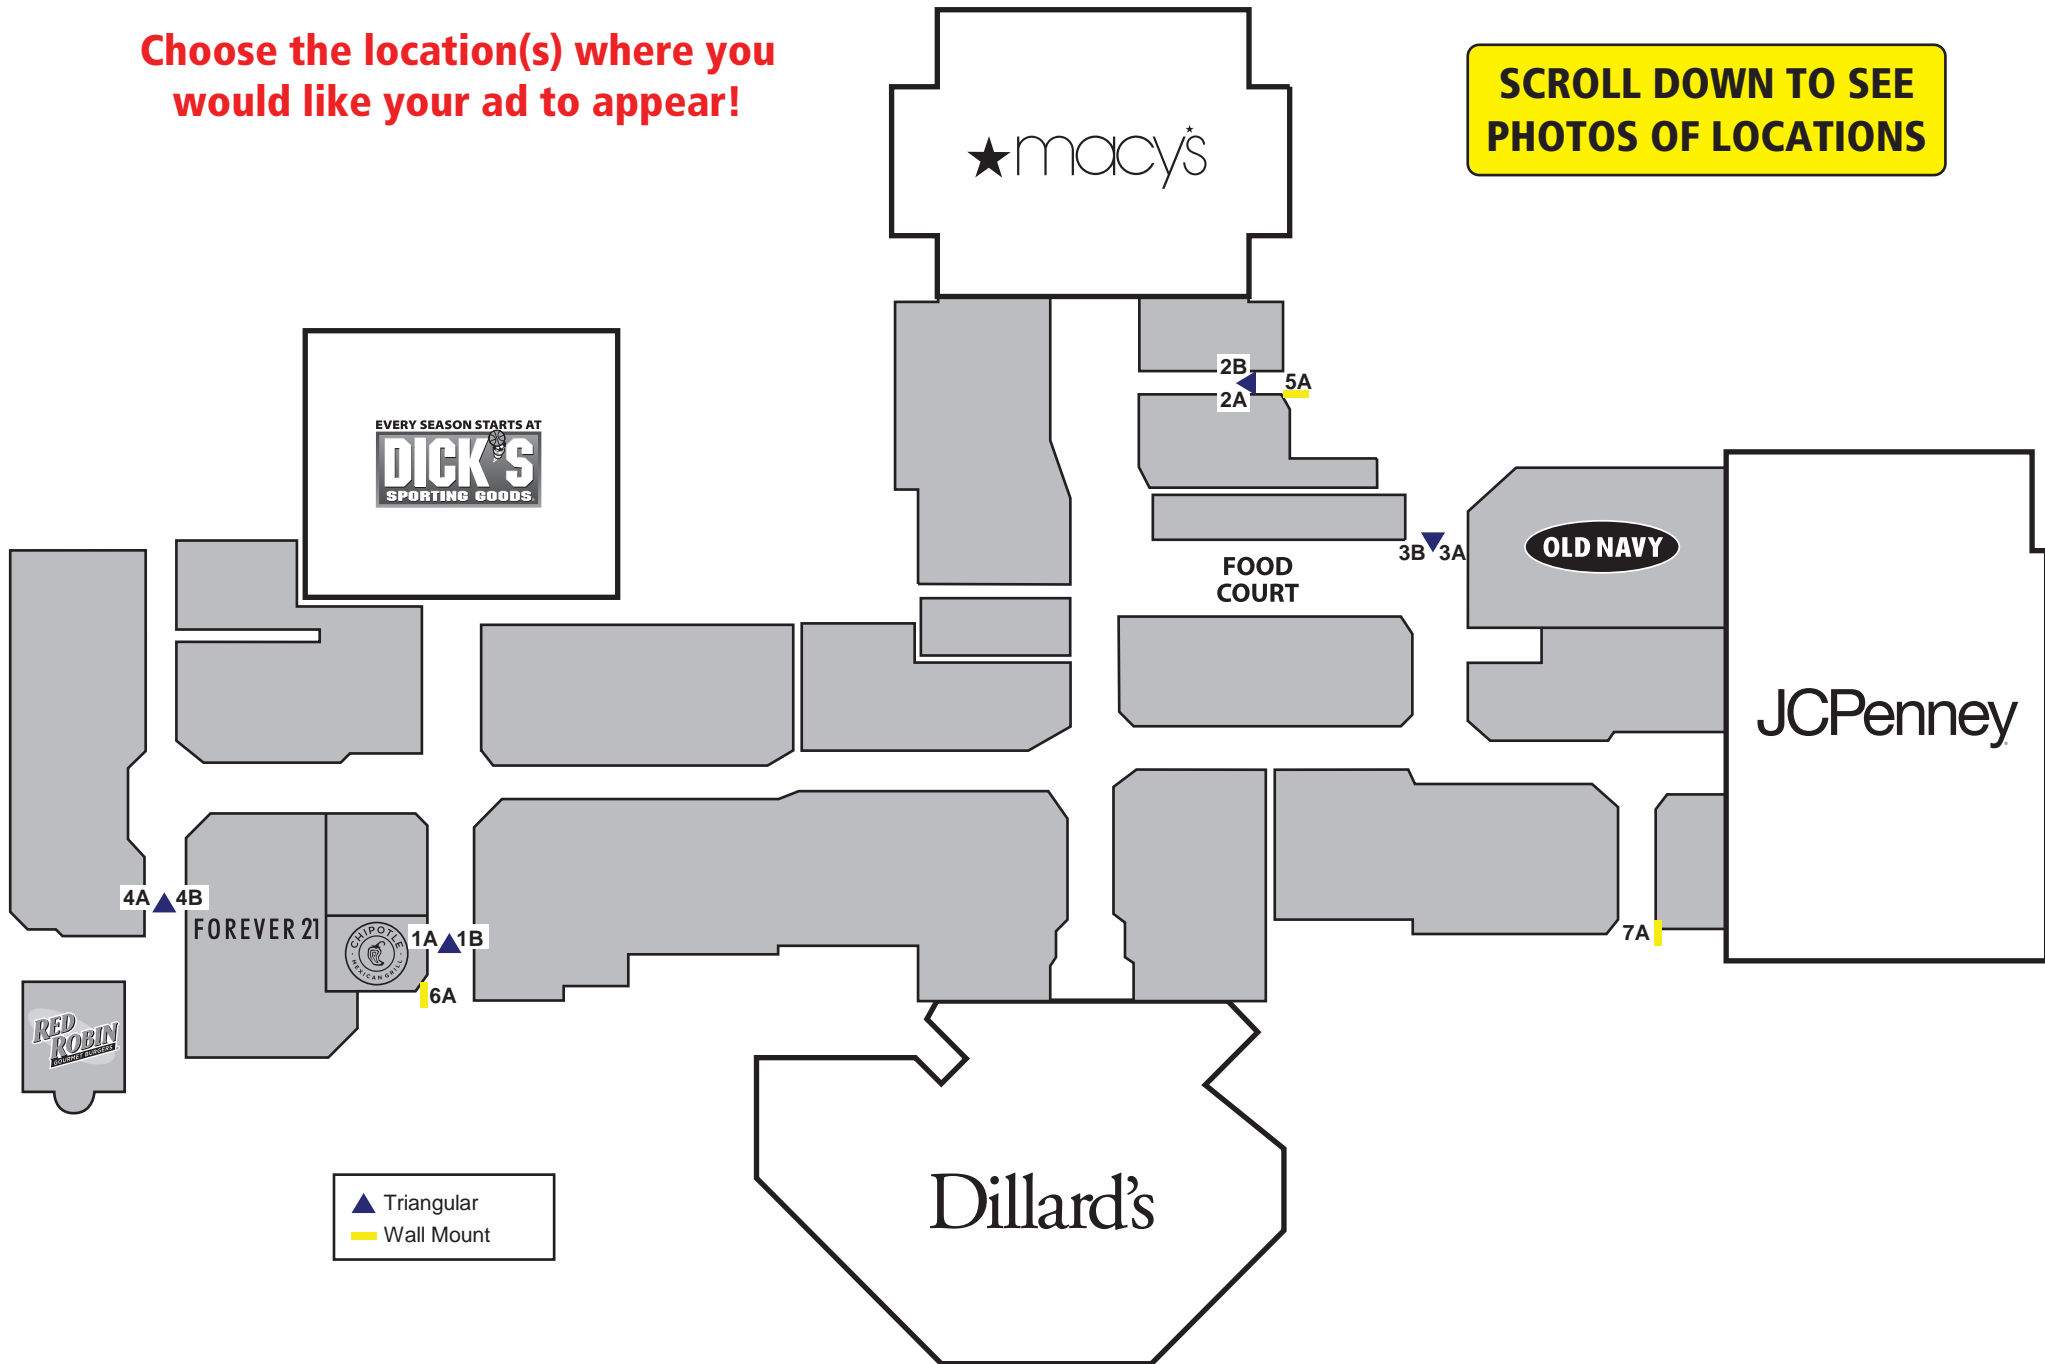 Choose the location(s) where you
would like your ad to appear!
SCROLL DOWN TO SEE
PHOTOS OF LOCATIONS
macy's
2B
5A
2A
EVERY SEASON STARTS AT
DICK'S
SPORTING GOODS
OLD NAVY
3B 3A
FOOD
COURT
JCPenney
4A 4B
FOREVER 21
CHIPOTLE
MEXICAN GRILL
1A 1B
7A
6A
RED
ROBIN
GOURMET BURGERS
Dillard's
Triangular
Wall Mount